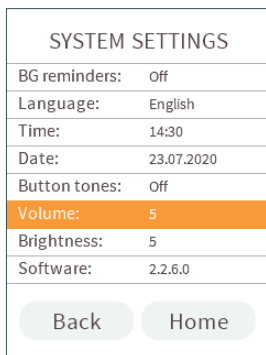 SYSTEM SETTINGS
BG reminders: Off
Language: English
Time: 14:30
Date: 23.07.2020
Button tones: Off
Volume: 5
Brightness: 5
Software: 2.2.6.0
Back Home